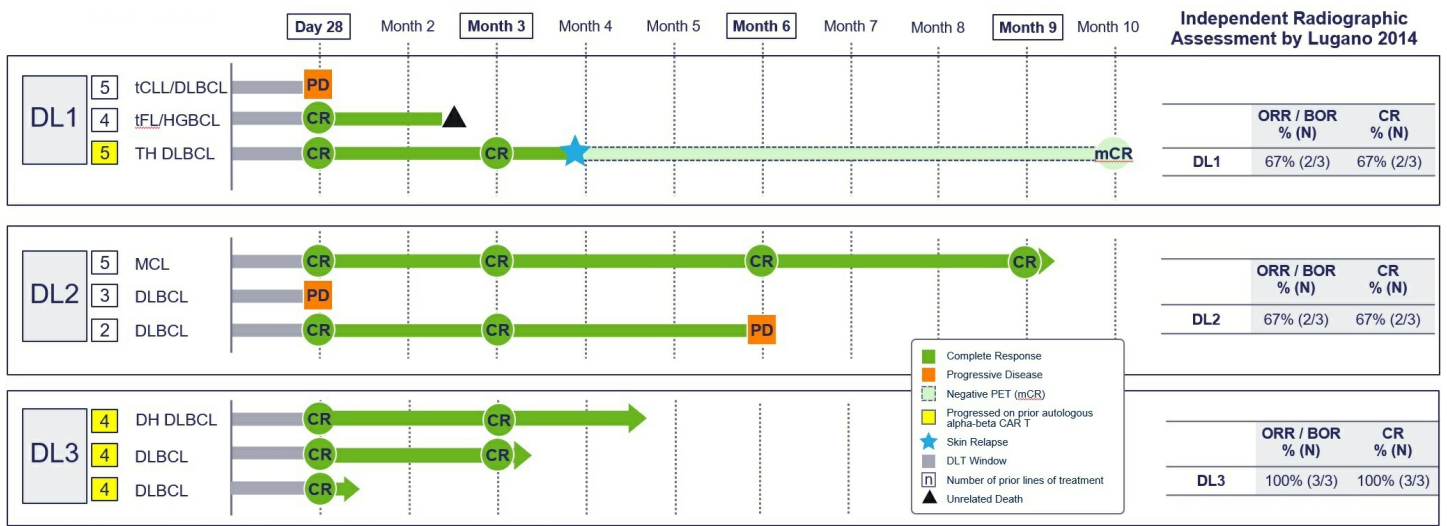 Day 28 Month 2 Month 3 Month 4 Month 5 Month 6 Month 7 Month 8 Month 9 Month 10
Independent Radiographic
Assessment by Lugano 2014
DL1
5 tCLL/DLBCL PD
4 tFL/HGBCL CR
5 TH DLBCL CR CR mCR
ORR / BOR CR
% (N) % (N)
DL1 67% (2/3) 67% (2/3)
DL2
5 MCL CR CR CR CR
3 DLBCL PD
2 DLBCL CR CR PD
ORR / BOR CR
% (N) % (N)
DL2 67% (2/3) 67% (2/3)
DL3
4 DH DLBCL CR CR
4 DLBCL CR CR
4 DLBCL CR
Complete Response
Progressive Disease
Negative PET (mCR)
Progressed on prior autologous
alpha-beta CAR T
Skin Relapse
DLT Window
n Number of prior lines of treatment
Unrelated Death
ORR / BOR CR
% (N) % (N)
DL3 100% (3/3) 100% (3/3)